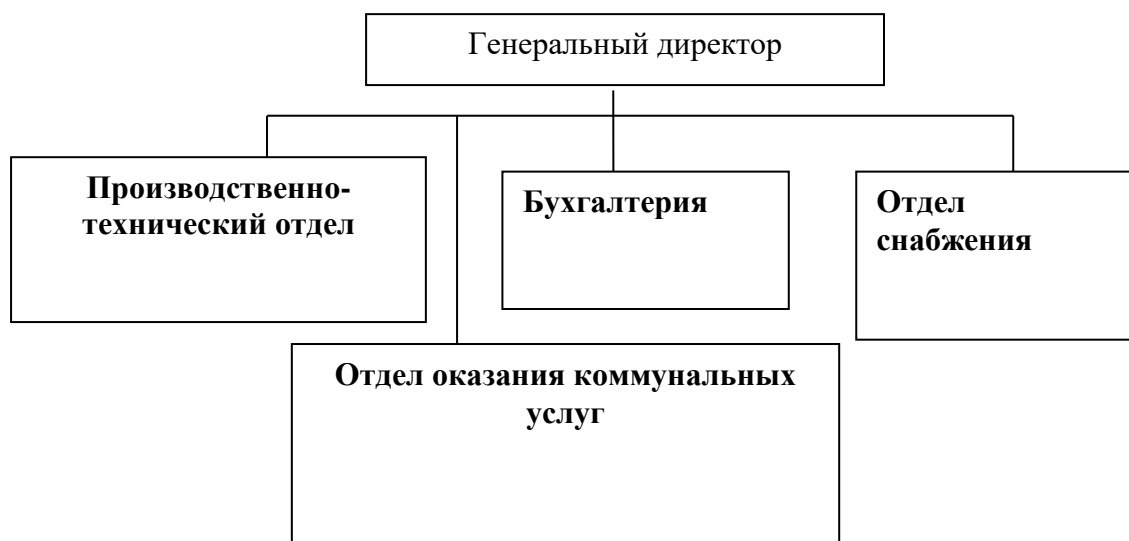 Генеральный директор
Производственно-
технический отдел
Бухгалтерия
Отдел
снабжения
Отдел оказания коммунальных
услуг